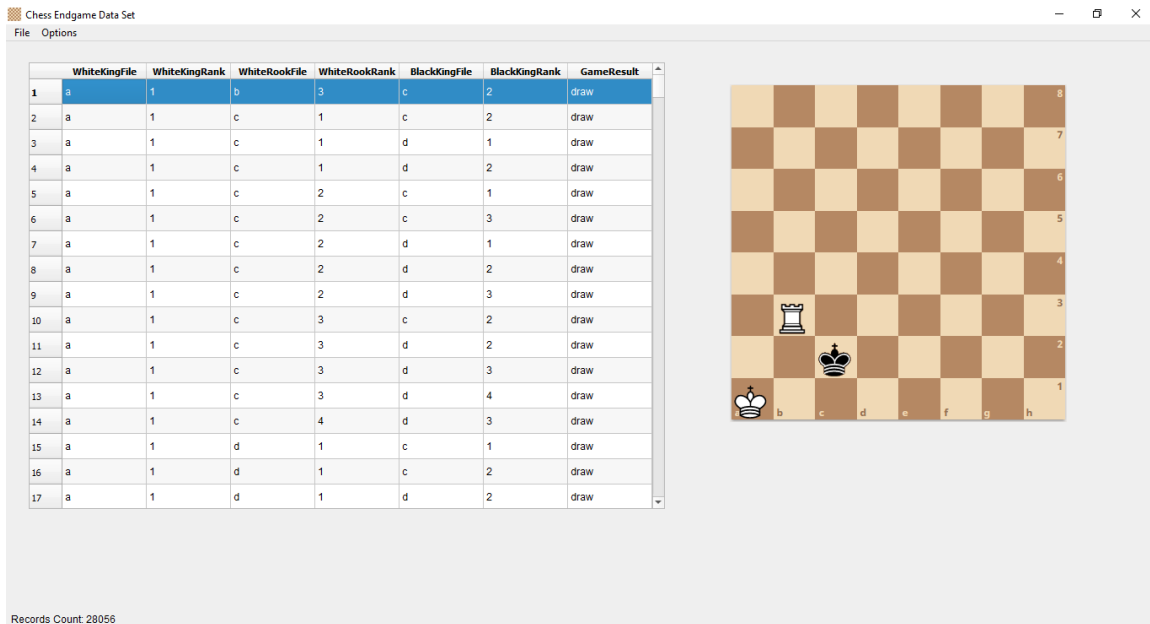 Chess Endgame Data Set
File Options
WhiteKingFile WhiteKingRank WhiteRookFile WhiteRookRank BlackKingFile BlackKingRank GameResult
1 a 1 b 3 c 2 draw
2 a 1 c 1 c 2 draw
3 a 1 c 1 d 1 draw
4 a 1 c 1 d 2 draw
5 a 1 c 2 c 1 draw
6 a 1 c 2 c 3 draw
7 a 1 c 2 d 1 draw
8 a 1 c 2 d 2 draw
9 a 1 c 2 d 3 draw
10 a 1 c 3 c 2 draw
11 a 1 c 3 d 2 draw
12 a 1 c 3 d 3 draw
13 a 1 c 3 d 4 draw
14 a 1 c 4 d 3 draw
15 a 1 d 1 c 1 draw
16 a 1 d 1 c 2 draw
17 a 1 d 1 d 2 draw
8
7
6
5
4
3
2
1
a b c d e f g h
Records Count: 28056